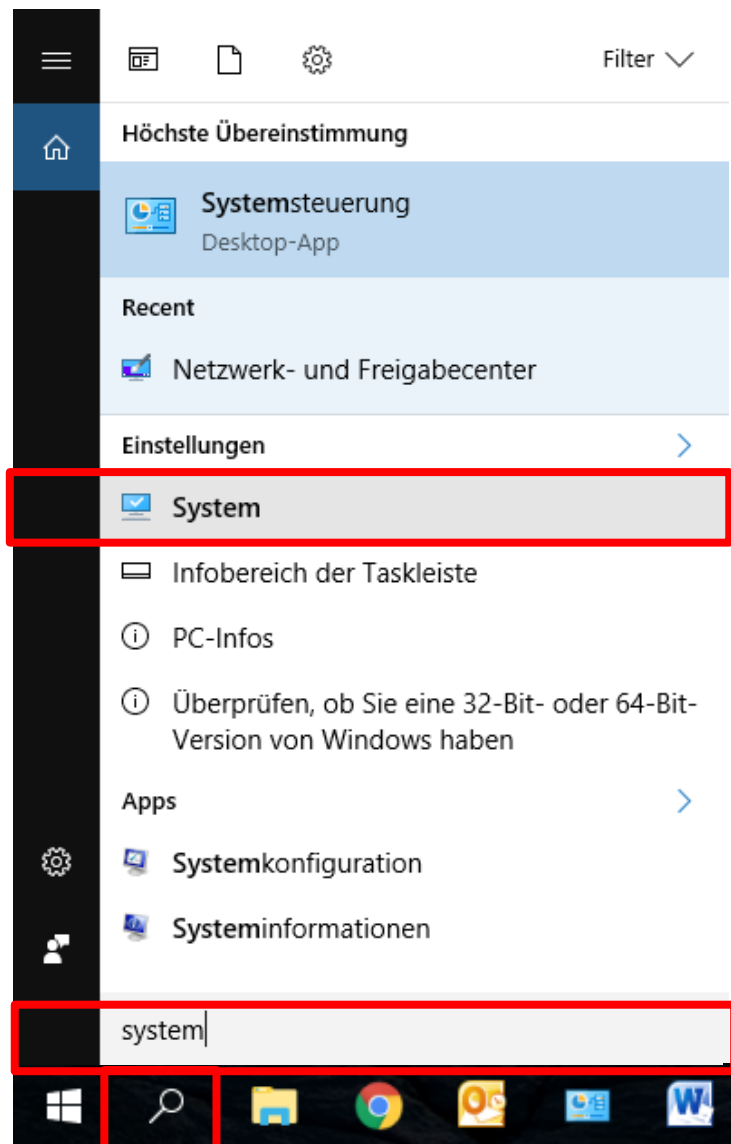 Filter
Höchste Übereinstimmung
Systemsteuerung
Desktop-App
Recent
Netzwerk- und Freigabecenter
Einstellungen
System
Infobereich der Taskleiste
PC-Infos
Überprüfen, ob Sie eine 32-Bit- oder 64-Bit-
Version von Windows haben
Apps
Systemkonfiguration
Systeminformationen
system